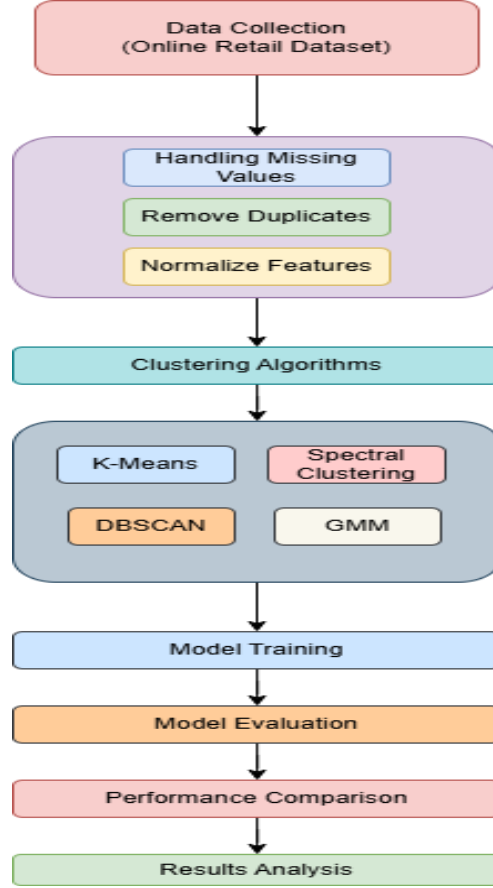 Data Collection
(Online Retail Dataset)
Handling Missing
Values
Remove Duplicates
Normalize Features
Clustering Algorithms
K-Means
Spectral
Clustering
DBSCAN
GMM
Model Training
Model Evaluation
Performance Comparison
Results Analysis